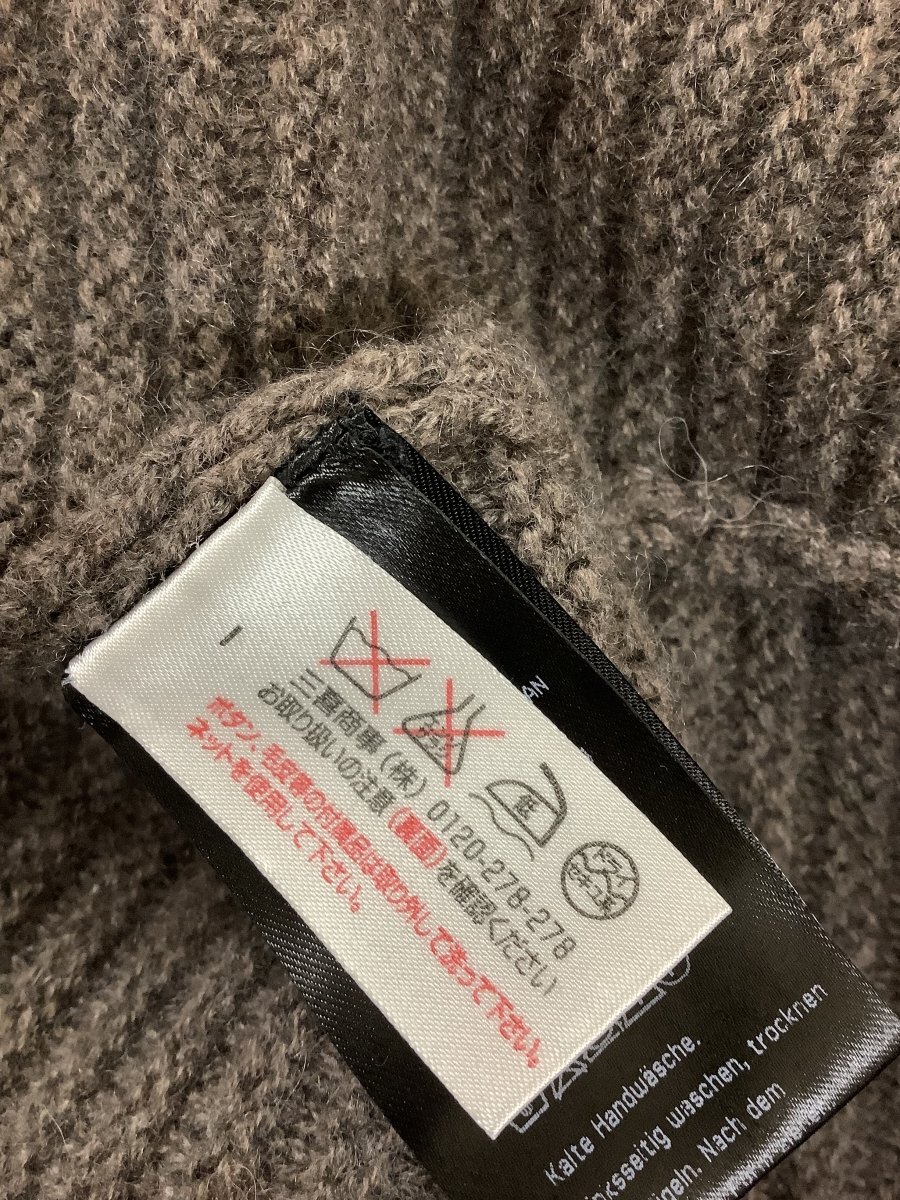 三喜商事(株) 0120-278-278
お取り扱いの注意(裏面)を確認ください
ボタン、毛皮等の付属品は取り外して洗って下さい。
ネットを使用して下さい。
AN
Kalte Handwäsche.
nksseitig waschen, trocknen
geln. Nach dem